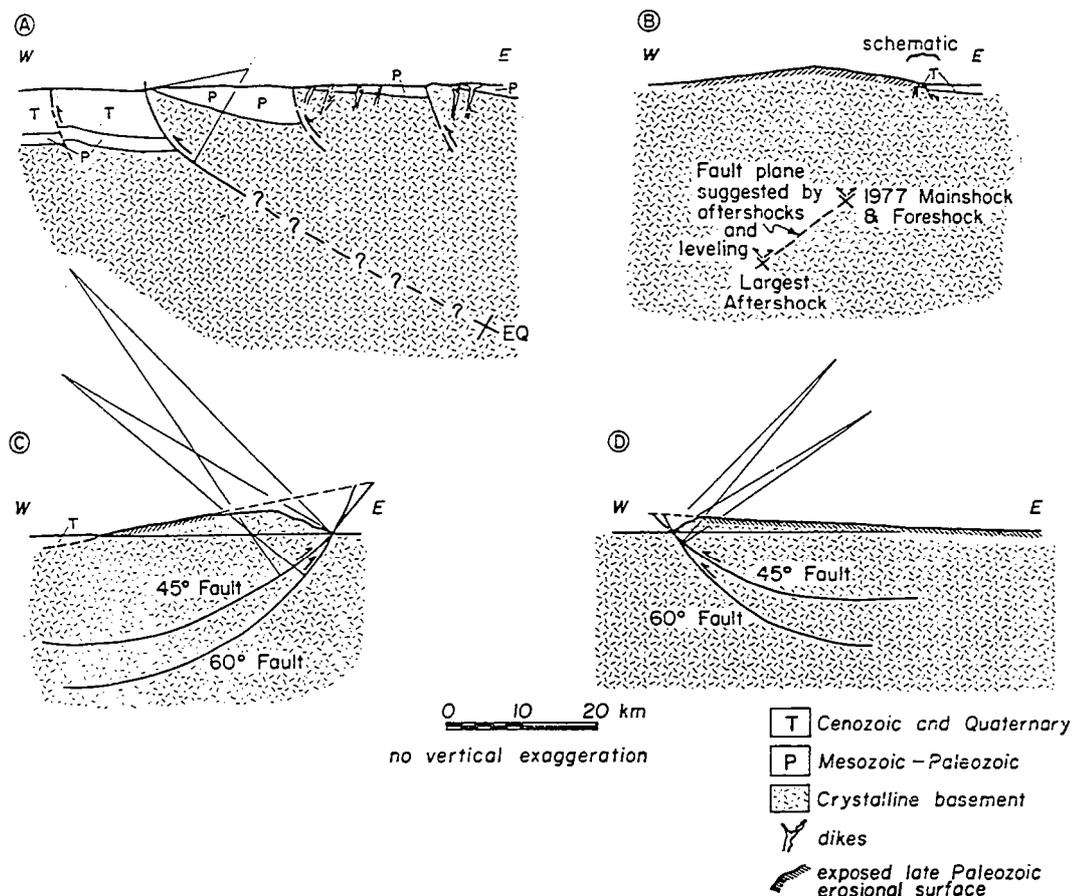 A
W
E
T
T
P
P
P
P
P
?
?
?
?
?
EQ
B
W
schematic
E
T
Fault plane
suggested by
aftershocks
and
leveling
1977 Mainshock
& Foreshock
Largest
Aftershock
C
W
E
T
45° Fault
60° Fault
D
W
E
45° Fault
60° Fault
0 10 20 km
no vertical exaggeration
T Cenozoic and Quaternary
P Mesozoic-Paleozoic
Crystalline basement
dikes
exposed late Paleozoic
erosional surface